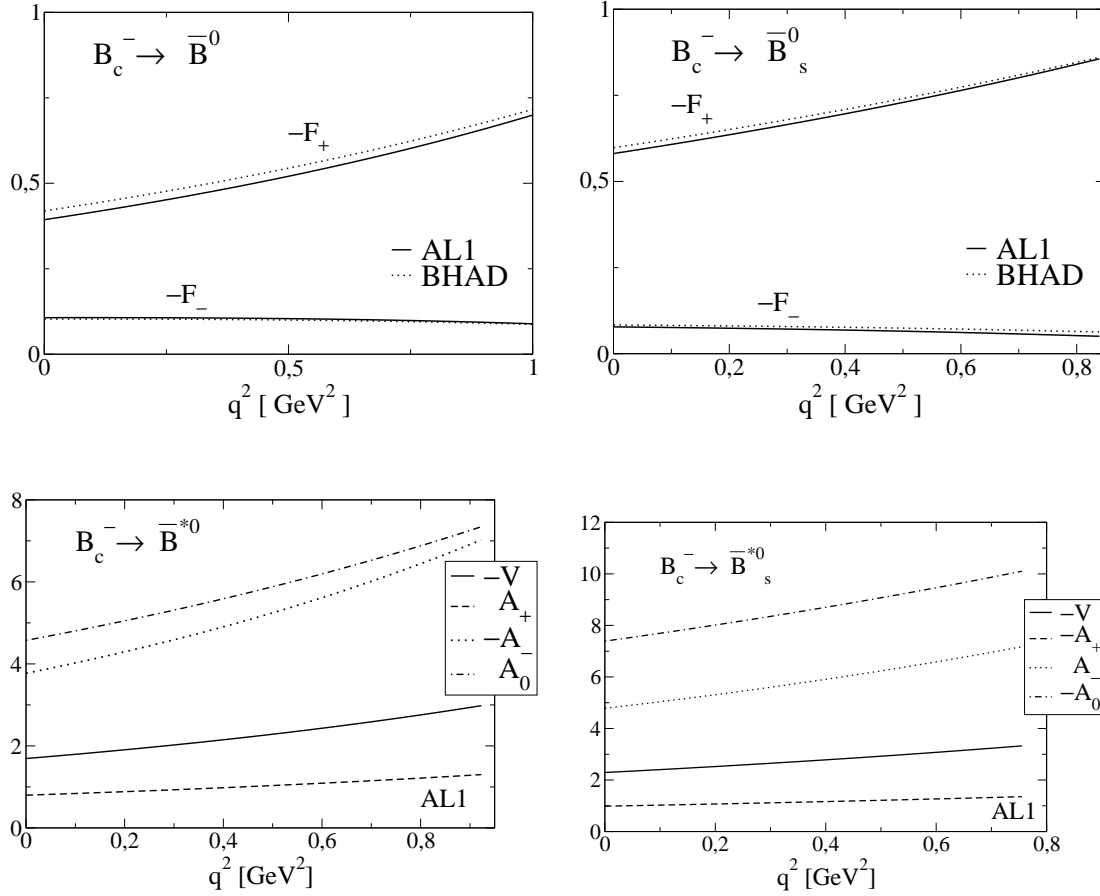 1
B_c^- → B̅^0
−F_+
0,5
AL1
BHAD
−F_−
0
0 0,5 1
q^2 [ GeV^2 ]
1
B_c^- → B̅^0_s
−F_+
0,5
AL1
BHAD
−F_−
0
0 0,2 0,4 0,6 0,8
q^2 [ GeV^2 ]
8
B_c^- → B̅^{*0}
6
−V
A_+
−A_−
A_0
4
2
AL1
0
0 0,2 0,4 0,6 0,8
q^2 [GeV^2]
12
B_c^- → B̅^{*0}_s
10
8
−V
−A_+
A_−
−A_0
6
4
2
AL1
0
0 0,2 0,4 0,6 0,8
q^2 [GeV^2]